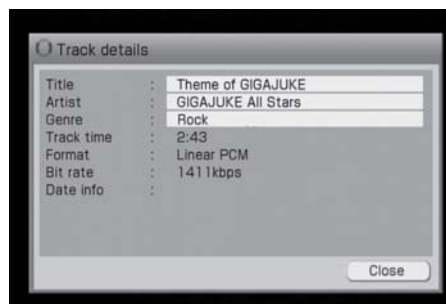 Track details
Title : Theme of GIGAJUKE
Artist : GIGAJUKE All Stars
Genre : Rock
Track time : 2:43
Format : Linear PCM
Bit rate : 1411kbps
Date info :
Close